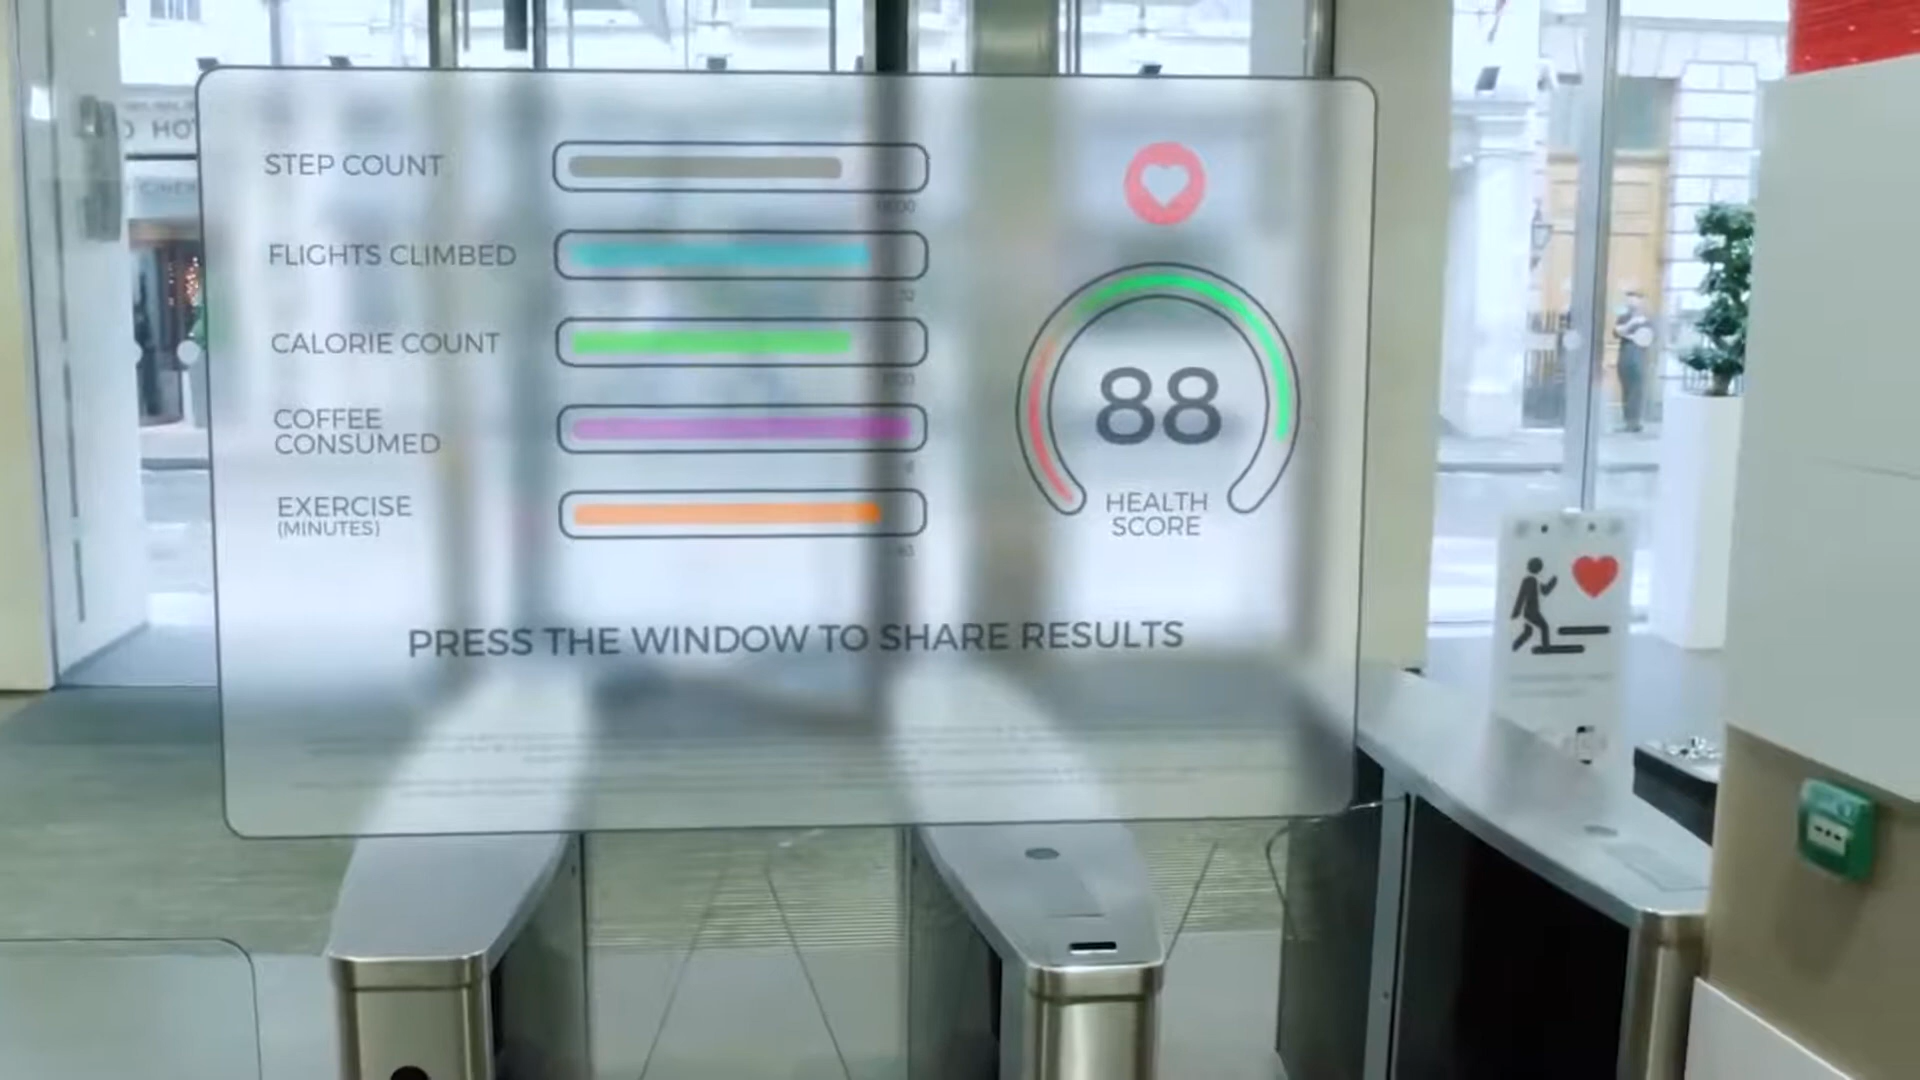 STEP COUNT
FLIGHTS CLIMBED
CALORIE COUNT
COFFEE
CONSUMED
EXERCISE
(MINUTES)
88
HEALTH
SCORE
PRESS THE WINDOW TO SHARE RESULTS